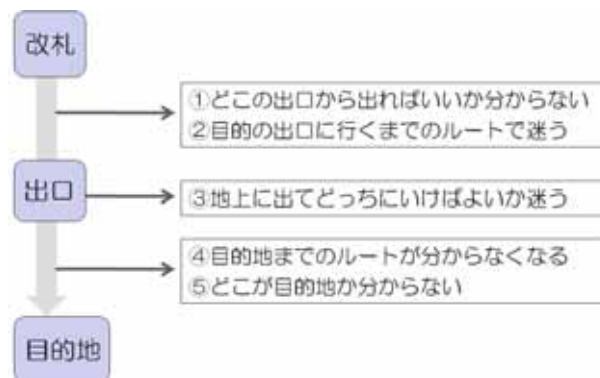 改札
①どこの出口から出ればいいか分からない
②目的の出口に行くまでのルートで迷う
出口
③地上に出てどっちにいけばよいか迷う
④目的地までのルートが分からなくなる
⑤どこが目的地か分からない
目的地